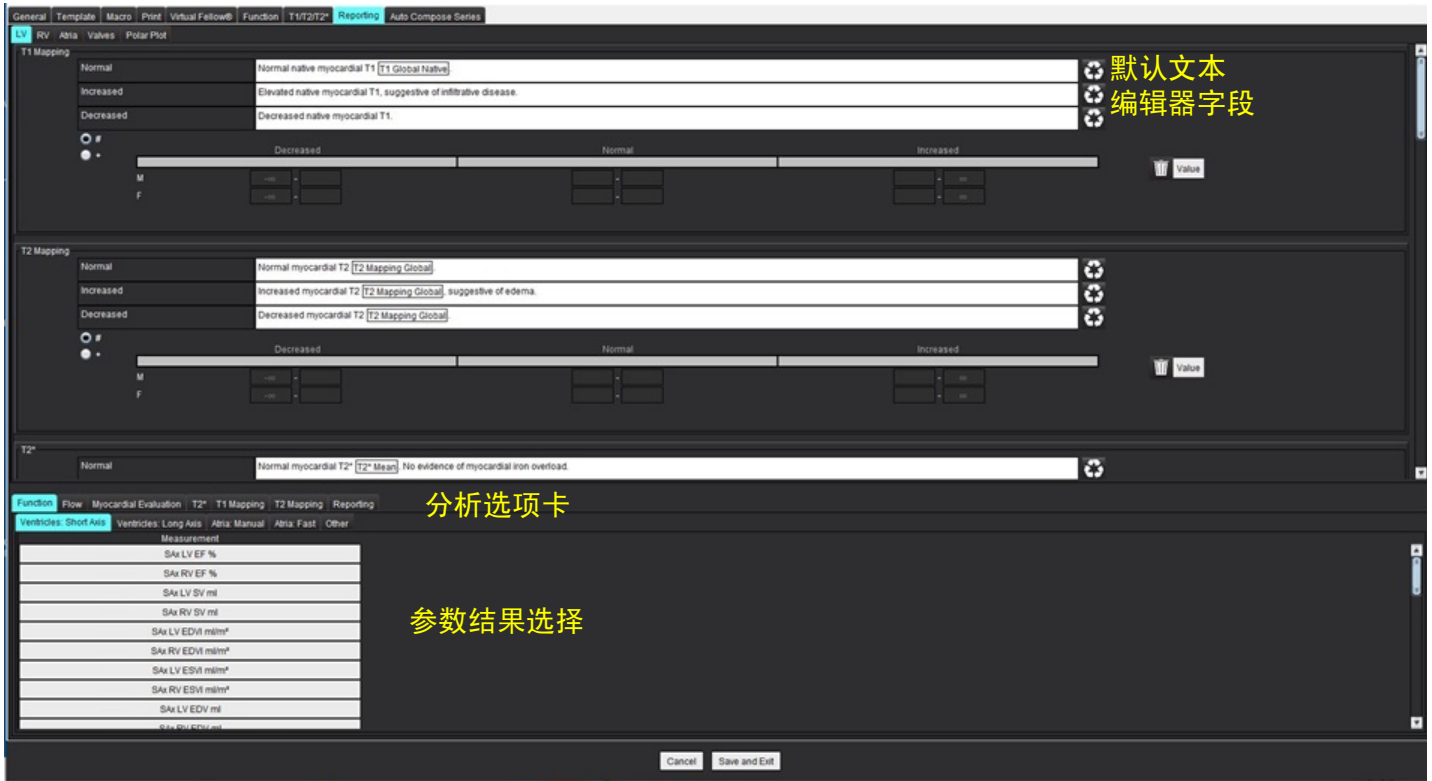 General Template Macro Print Virtual Fellow® Function T1/T2/T2* Reporting Auto Compose Series
LV RV Atria Valves Polar Plot
T1 Mapping
Normal Normal native myocardial T1 T1 Global Native.
默认文本
Increased Elevated native myocardial T1, suggestive of infiltrative disease.
编辑器字段
Decreased Decreased native myocardial T1.
#
+
Decreased Normal Increased
Value
M -∞ - - - ∞
F -∞ - - - ∞
T2 Mapping
Normal Normal myocardial T2 T2 Mapping Global.
Increased Increased myocardial T2 T2 Mapping Global, suggestive of edema.
Decreased Decreased myocardial T2 T2 Mapping Global.
#
+
Decreased Normal Increased
Value
M -∞ - - - ∞
F -∞ - - - ∞
T2*
Normal Normal myocardial T2* T2* Mean. No evidence of myocardial iron overload.
Function Flow Myocardial Evaluation T2* T1 Mapping T2 Mapping Reporting
分析选项卡
Ventricles: Short Axis Ventricles: Long Axis Atria: Manual Atria: Fast Other
Measurement
SAx LV EF %
SAx RV EF %
SAx LV SV ml
SAx RV SV ml
参数结果选择
SAx LV EDVI ml/m²
SAx RV EDVI ml/m²
SAx LV ESVI ml/m²
SAx RV ESVI ml/m²
SAx LV EDV ml
SAx RV EDV ml
Cancel Save and Exit